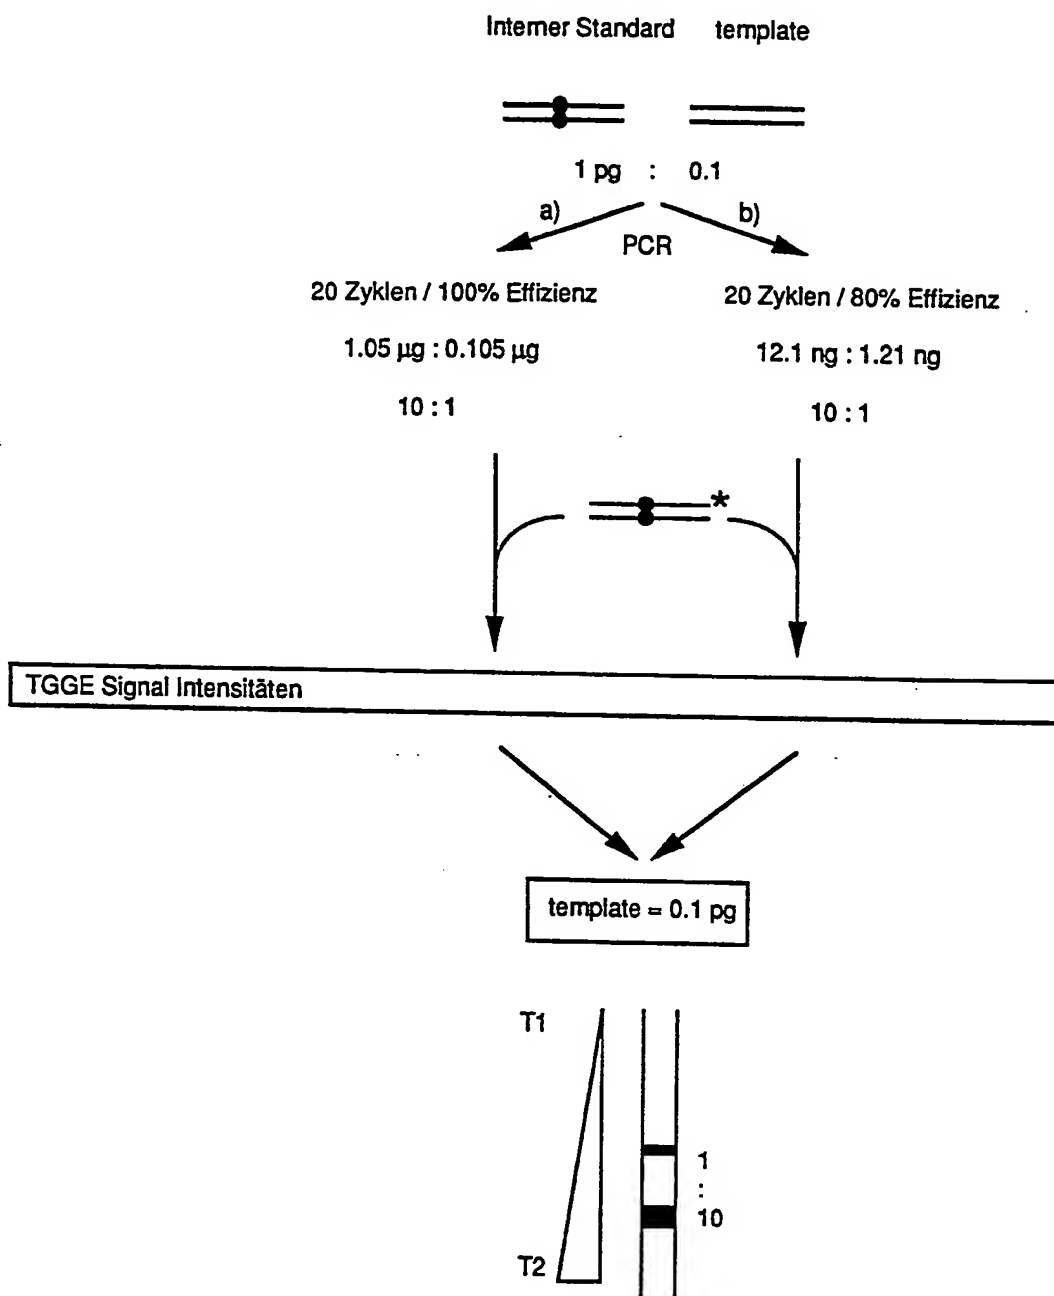 Interner Standard template
1 pg : 0.1
a) b)
PCR
20 Zyklen / 100% Effizienz 20 Zyklen / 80% Effizienz
1.05 µg : 0.105 µg 12.1 ng : 1.21 ng
10 : 1 10 : 1
*
TGGE Signal Intensitäten
template = 0.1 pg
T1
1
:
10
T2